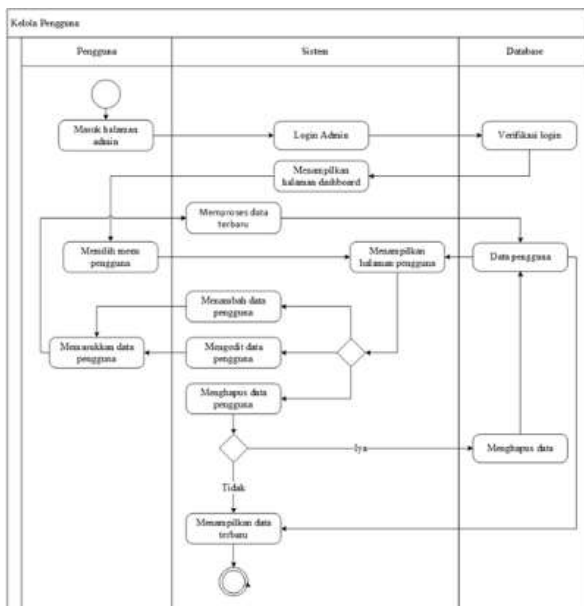 Kelola Pengguna
Pengguna
Sistem
Database
Masuk halaman
admin
Login Admin
Verifikasi login
Menampilkan
halaman dashboard
Memproses data
terbaru
Memilih menu
pengguna
Menampilkan
halaman pengguna
Data pengguna
Menambah data
pengguna
Memasukkan data
pengguna
Mengedit data
pengguna
Menghapus data
pengguna
Iya
Menghapus data
Tidak
Menampilkan data
terbaru